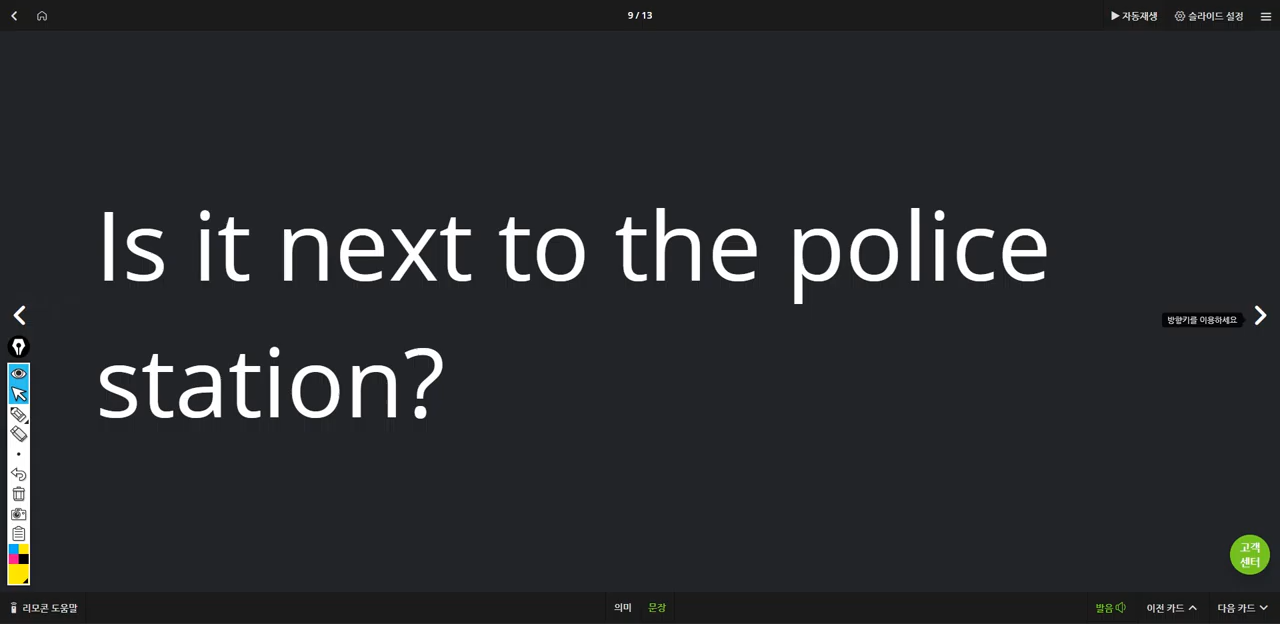 9 / 13
자동재생
슬라이드 설정
Is it next to the police
station?
방향키를 이용하세요
고객
센터
리모콘 도움말
의미
문장
발음
이전 카드
다음 카드